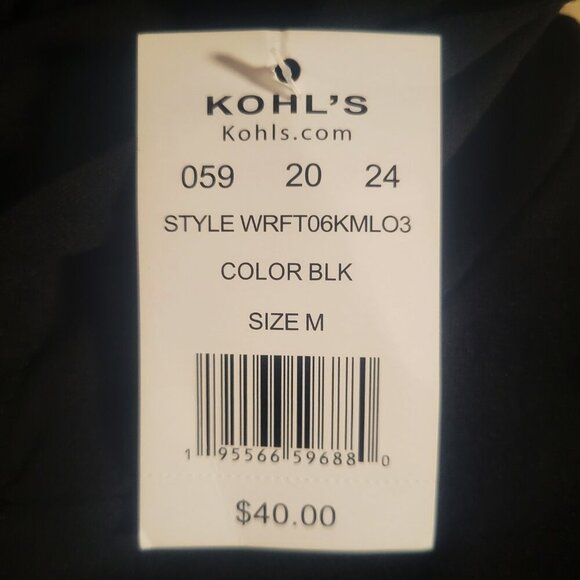 KOHL'S
Kohls.com
059 20 24
STYLE WRFT06KMLO3
COLOR BLK
SIZE M
1 95566 59688 0
$40.00